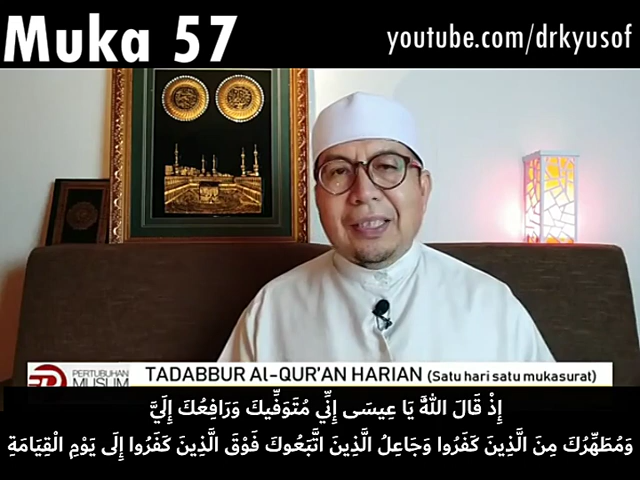 Muka 57
youtube.com/drkyusof
PERTUBUHAN
MUSLIM
TADABBUR Al-QUR'AN HARIAN (Satu hari satu mukasurat)
إِذْ قَالَ اللَّهُ يَا عِيسَى إِنِّي مُتَوَفِّيكَ وَرَافِعُكَ إِلَيَّ
وَمُطَهِّرُكَ مِنَ الَّذِينَ كَفَرُوا وَجَاعِلُ الَّذِينَ اتَّبَعُوكَ فَوْقَ الَّذِينَ كَفَرُوا إِلَى يَوْمِ الْقِيَامَةِ